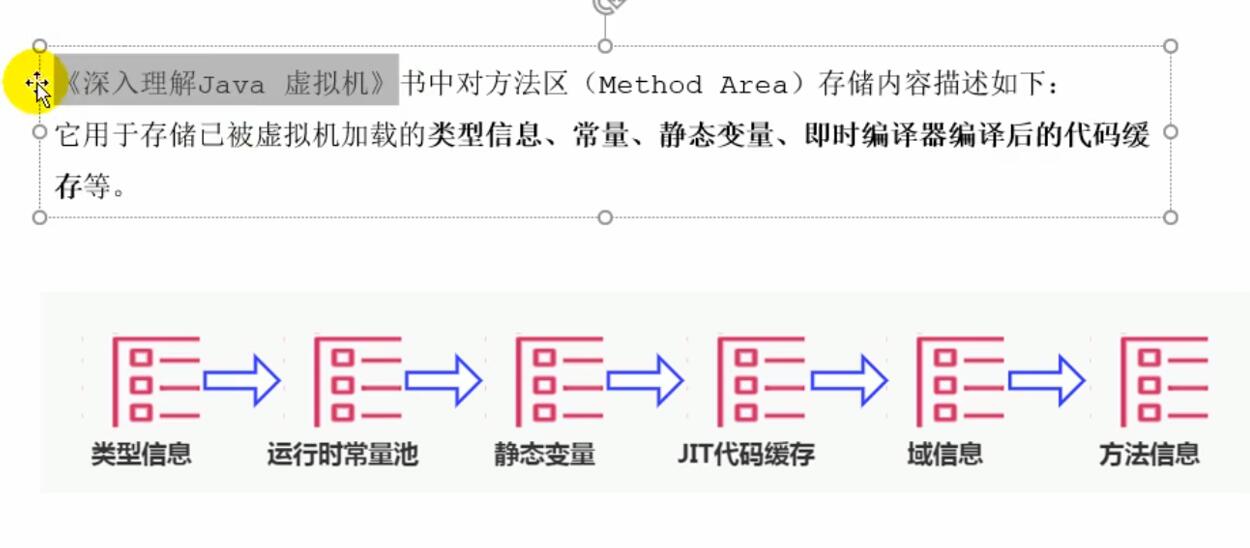 《深入理解Java 虚拟机》书中对方法区（Method Area）存储内容描述如下：
它用于存储已被虚拟机加载的类型信息、常量、静态变量、即时编译器编译后的代码缓
存等。
类型信息 运行时常量池 静态变量 JIT代码缓存 域信息 方法信息